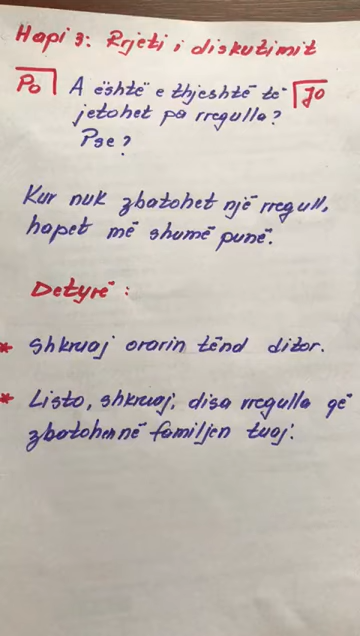 Hapi 3: Rrjeti i diskutimit
Po A është e thjeshtë të Jo
jetohet pa rregulla?
Pse?
Kur nuk zbatohet një rregull,
hapet më shumë punë.
Detyrë:
* Shkruaj orarin tënd ditor.
* Listo, shkruaj, disa rregulla që
zbatohen në familjen tuaj.